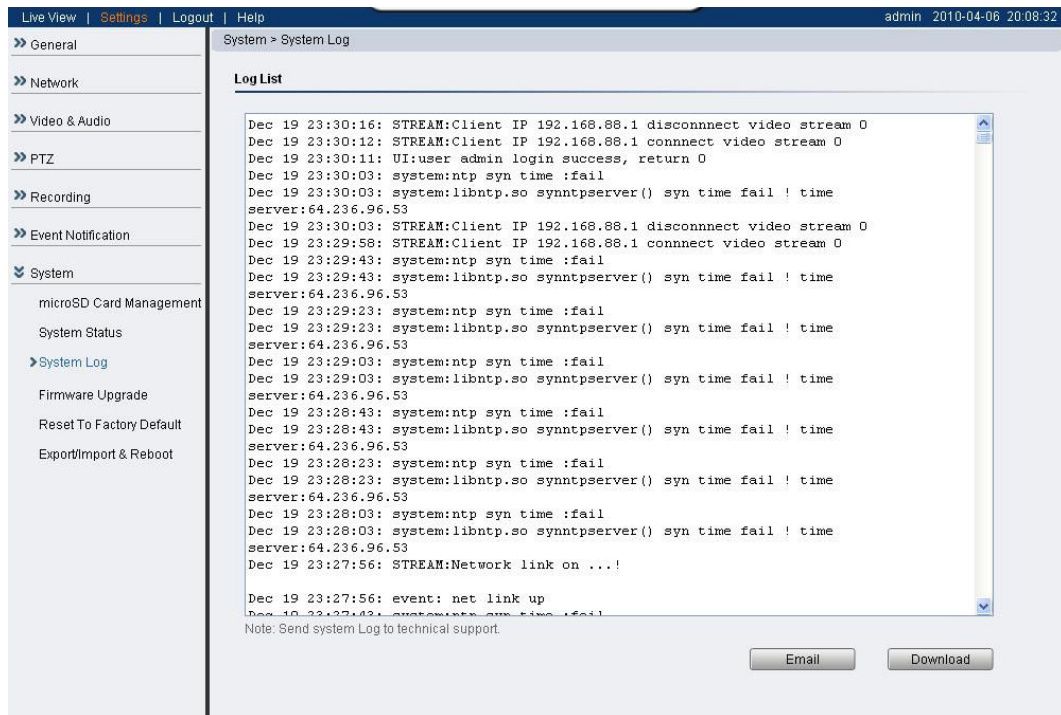 Live View | Settings | Logout | Help
admin 2010-04-06 20:08:32
General
Network
Video & Audio
PTZ
Recording
Event Notification
System
microSD Card Management
System Status
System Log
Firmware Upgrade
Reset To Factory Default
Export/Import & Reboot
System > System Log
Log List
Dec 19 23:30:16: STREAM:Client IP 192.168.88.1 disconnnect video stream 0
Dec 19 23:30:12: STREAM:Client IP 192.168.88.1 connnect video stream 0
Dec 19 23:30:11: UI:user admin login success, return 0
Dec 19 23:30:03: system:ntp syn time :fail
Dec 19 23:30:03: system:libntp.so synntpserver() syn time fail ! time
server:64.236.96.53
Dec 19 23:30:03: STREAM:Client IP 192.168.88.1 disconnnect video stream 0
Dec 19 23:29:58: STREAM:Client IP 192.168.88.1 connnect video stream 0
Dec 19 23:29:43: system:ntp syn time :fail
Dec 19 23:29:43: system:libntp.so synntpserver() syn time fail ! time
server:64.236.96.53
Dec 19 23:29:23: system:ntp syn time :fail
Dec 19 23:29:23: system:libntp.so synntpserver() syn time fail ! time
server:64.236.96.53
Dec 19 23:29:03: system:ntp syn time :fail
Dec 19 23:29:03: system:libntp.so synntpserver() syn time fail ! time
server:64.236.96.53
Dec 19 23:28:43: system:ntp syn time :fail
Dec 19 23:28:43: system:libntp.so synntpserver() syn time fail ! time
server:64.236.96.53
Dec 19 23:28:23: system:ntp syn time :fail
Dec 19 23:28:23: system:libntp.so synntpserver() syn time fail ! time
server:64.236.96.53
Dec 19 23:28:03: system:ntp syn time :fail
Dec 19 23:28:03: system:libntp.so synntpserver() syn time fail ! time
server:64.236.96.53
Dec 19 23:27:56: STREAM:Network link on ...!
Dec 19 23:27:56: event: net link up
Dec 19 23:27:43: system:ntp syn time :fail
Note: Send system Log to technical support.
Email
Download